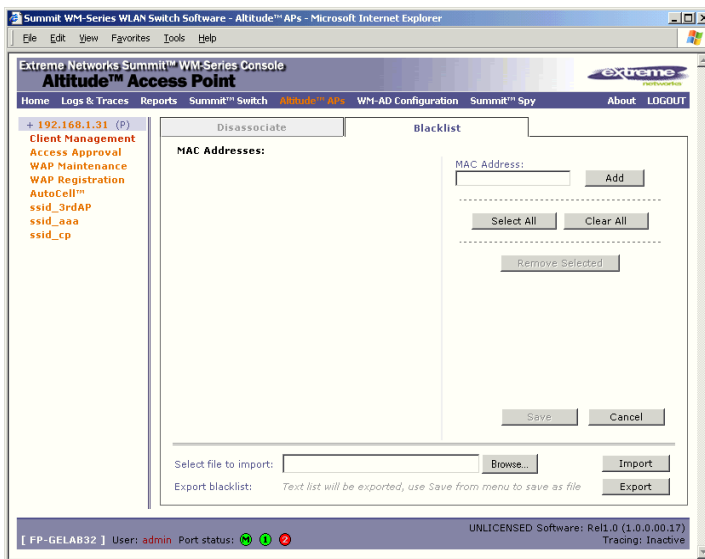 Summit WM-Series WLAN Switch Software - Altitude™ APs - Microsoft Internet Explorer
File Edit View Favorites Tools Help
Extreme Networks Summit™ WM-Series Console
Altitude™ Access Point
extreme
networks
Home Logs & Traces Reports Summit™ Switch Altitude™ APs WM-AD Configuration Summit™ Spy About LOGOUT
+ 192.168.1.31 (P)
Client Management
Access Approval
WAP Maintenance
WAP Registration
AutoCell™
ssid_3rdAP
ssid_aaa
ssid_cp
Disassociate Blacklist
MAC Addresses:
MAC Address:
Add
Select All Clear All
Remove Selected
Save Cancel
Select file to import: Browse... Import
Export blacklist: Text list will be exported, use Save from menu to save as file Export
UNLICENSED Software: Rel1.0 (1.0.0.00.17)
[ FP-GELAB32 ] User: admin Port status: M 1 2 Tracing: Inactive